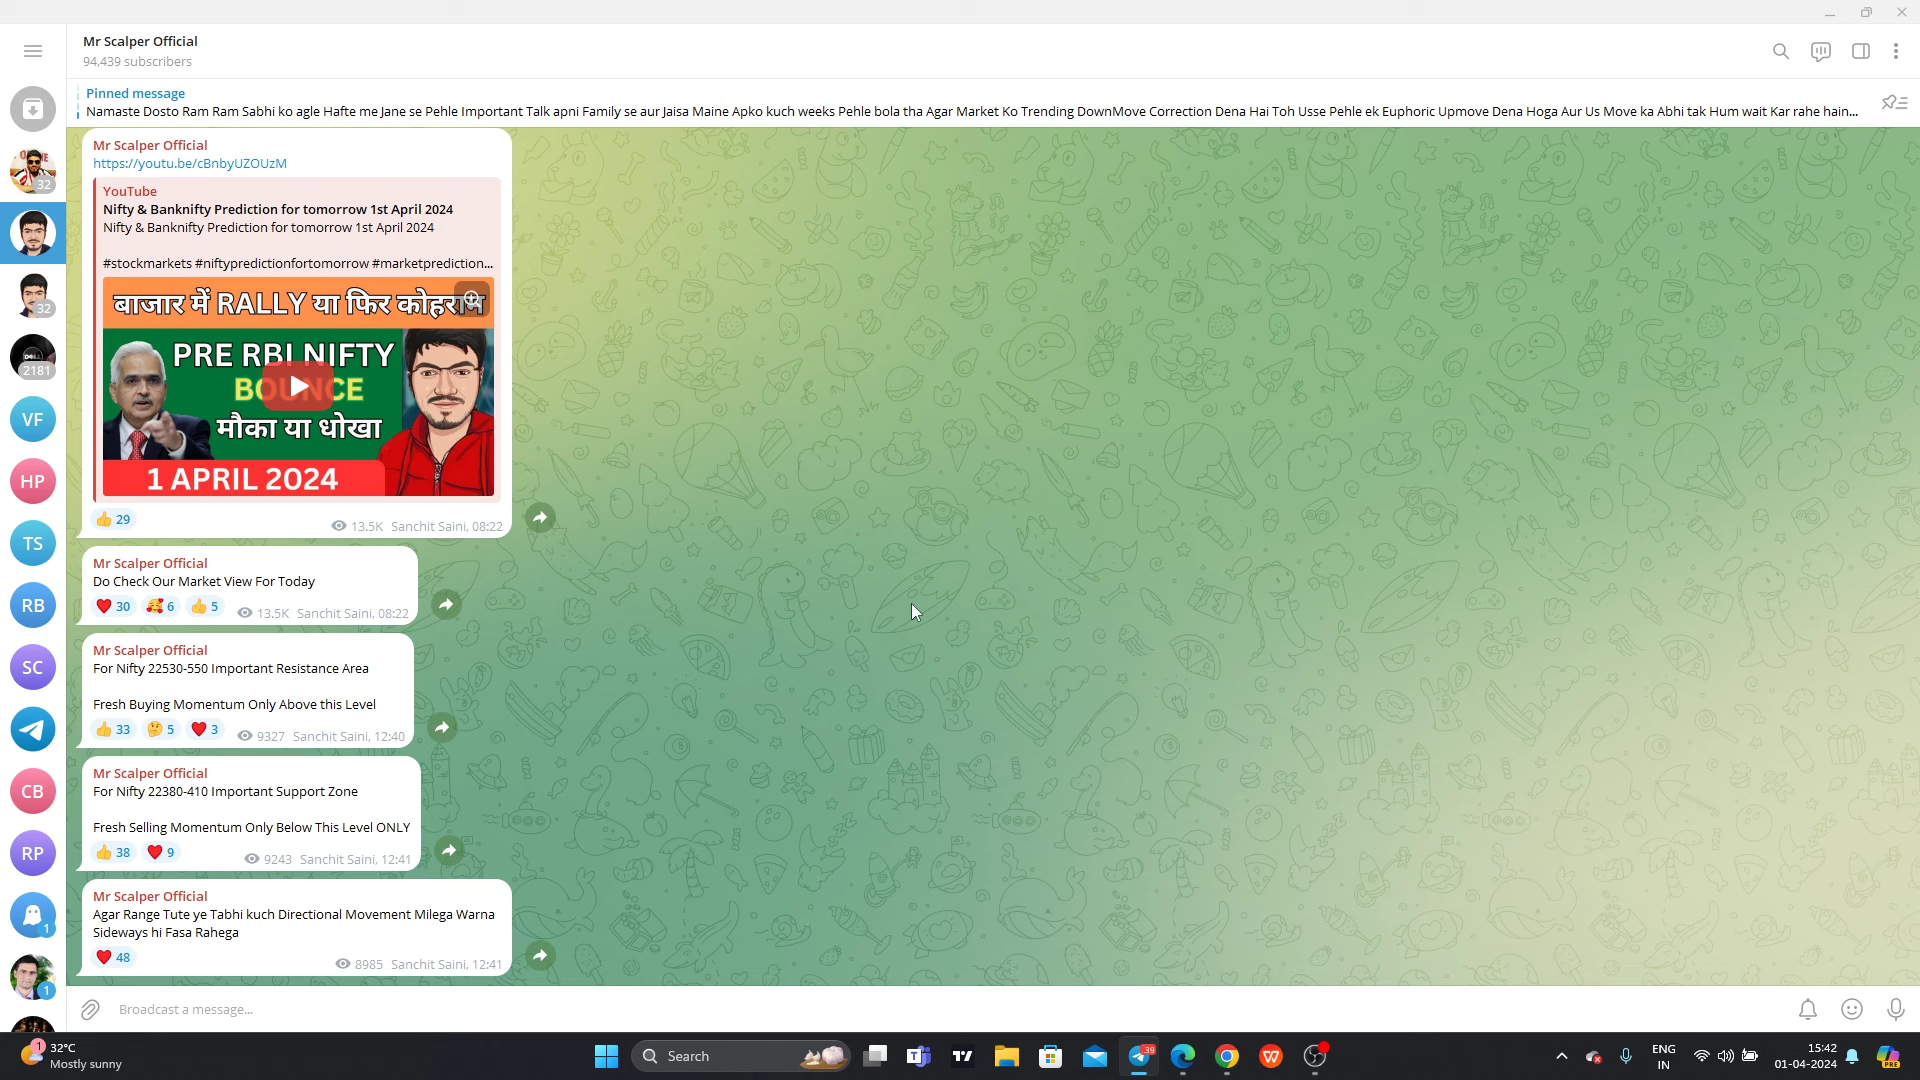 Mr Scalper Official
94,439 subscribers
Pinned message
Namaste Dosto Ram Ram Sabhi ko agle Hafte me Jane se Pehle Important Talk apni Family se aur Jaisa Maine Apko kuch weeks Pehle bola tha Agar Market Ko Trending DownMove Correction Dena Hai Toh Usse Pehle ek Euphoric Upmove Dena Hoga Aur Us Move ka Abhi tak Hum wait Kar rahe hain...
32
32
2181
VF
HP
TS
RB
SC
CB
RP
1
1
Mr Scalper Official
https://youtu.be/cBnbyUZOUzM
YouTube
Nifty & Banknifty Prediction for tomorrow 1st April 2024
Nifty & Banknifty Prediction for tomorrow 1st April 2024
#stockmarkets #niftypredictionfortomorrow #marketprediction...
बाजार में RALLY या फिर कोहराम
PRE RBI NIFTY
BOUNCE
मौका या धोखा
1 APRIL 2024
29
13.5K Sanchit Saini, 08:22
Mr Scalper Official
Do Check Our Market View For Today
30 6 5 13.5K Sanchit Saini, 08:22
Mr Scalper Official
For Nifty 22530-550 Important Resistance Area
Fresh Buying Momentum Only Above this Level
33 5 3 9327 Sanchit Saini, 12:40
Mr Scalper Official
For Nifty 22380-410 Important Support Zone
Fresh Selling Momentum Only Below This Level ONLY
38 9 9243 Sanchit Saini, 12:41
Mr Scalper Official
Agar Range Tute ye Tabhi kuch Directional Movement Milega Warna
Sideways hi Fasa Rahega
48 8985 Sanchit Saini, 12:41
Broadcast a message...
1
32°C
Mostly sunny
Search
39
ENG
IN
15:42
01-04-2024
PRE